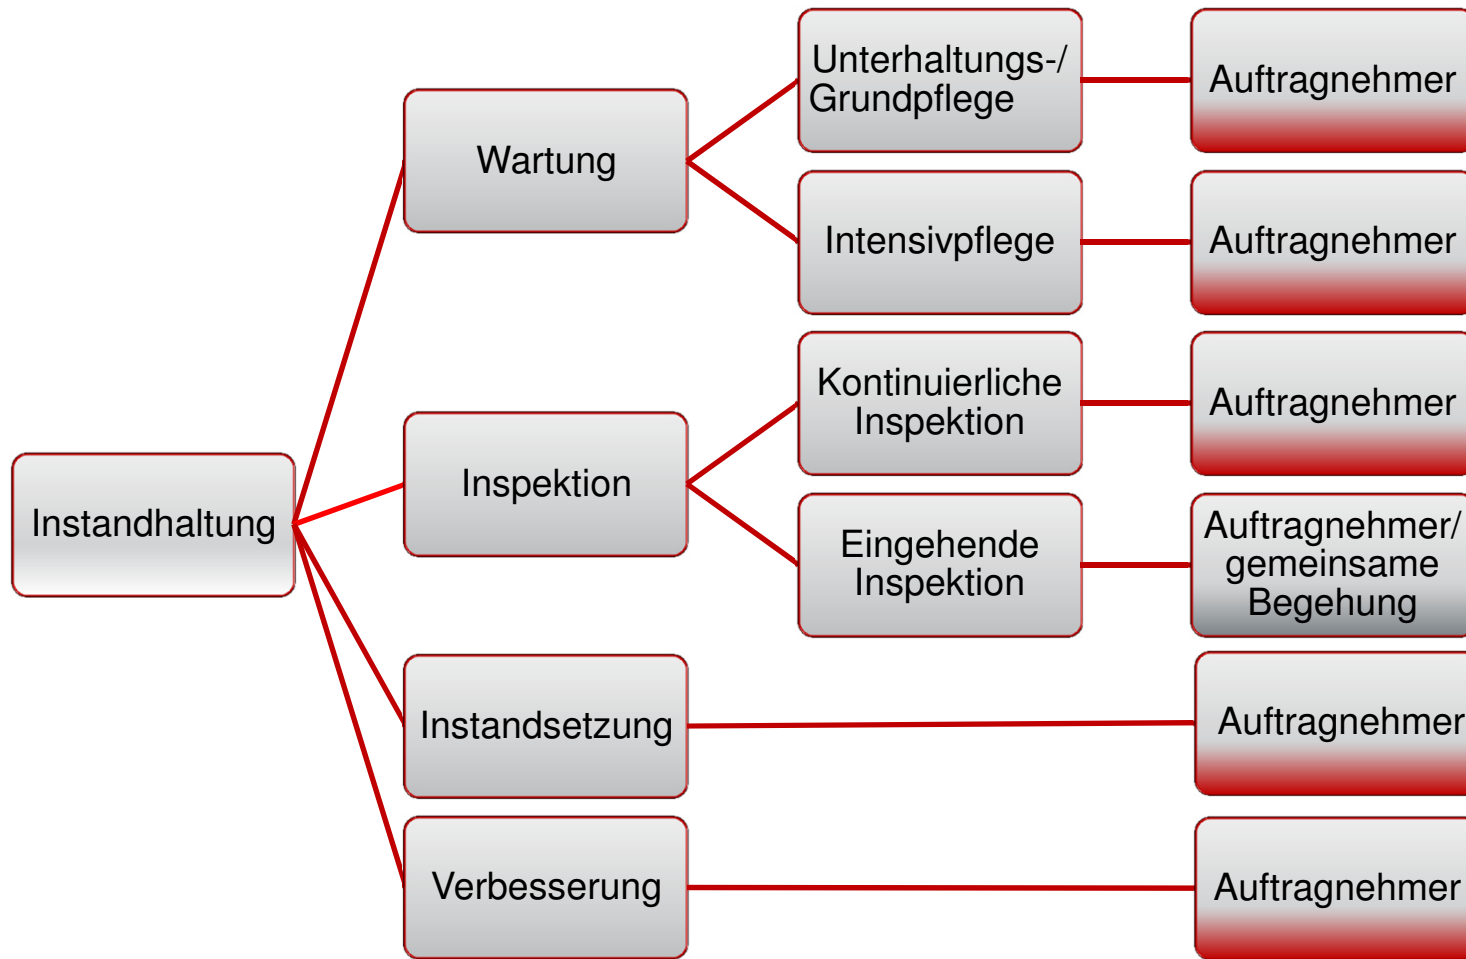 Instandhaltung
Wartung
Unterhaltungs-/
Grundpflege
Auftragnehmer
Intensivpflege
Auftragnehmer
Inspektion
Kontinuierliche
Inspektion
Auftragnehmer
Eingehende
Inspektion
Auftragnehmer/
gemeinsame
Begehung
Instandsetzung
Auftragnehmer
Verbesserung
Auftragnehmer